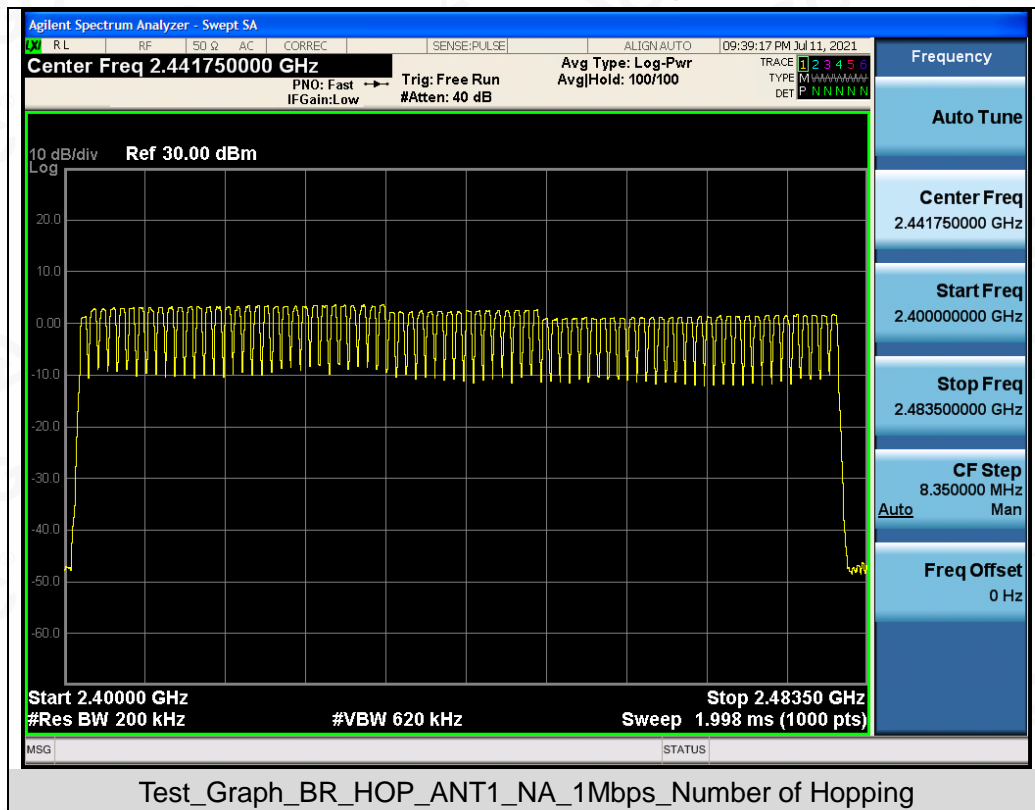 Agilent Spectrum Analyzer - Swept SA
LXI RL RF 50 Ω AC CORREC SENSE:PULSE ALIGN AUTO 09:39:17 PM Jul 11, 2021
Center Freq 2.441750000 GHz
PNO: Fast
IFGain:Low
Trig: Free Run
#Atten: 40 dB
Avg Type: Log-Pwr
Avg|Hold: 100/100
TRACE 1 2 3 4 5 6
TYPE M WWWWW
DET P N N N N N
10 dB/div Ref 30.00 dBm
Log
20.0
10.0
0.00
-10.0
-20.0
-30.0
-40.0
-50.0
-60.0
Start 2.40000 GHz Stop 2.48350 GHz
#Res BW 200 kHz #VBW 620 kHz Sweep 1.998 ms (1000 pts)
MSG STATUS
Frequency
Auto Tune
Center Freq
2.441750000 GHz
Start Freq
2.400000000 GHz
Stop Freq
2.483500000 GHz
CF Step
8.350000 MHz
Auto Man
Freq Offset
0 Hz
Test_Graph_BR_HOP_ANT1_NA_1Mbps_Number of Hopping